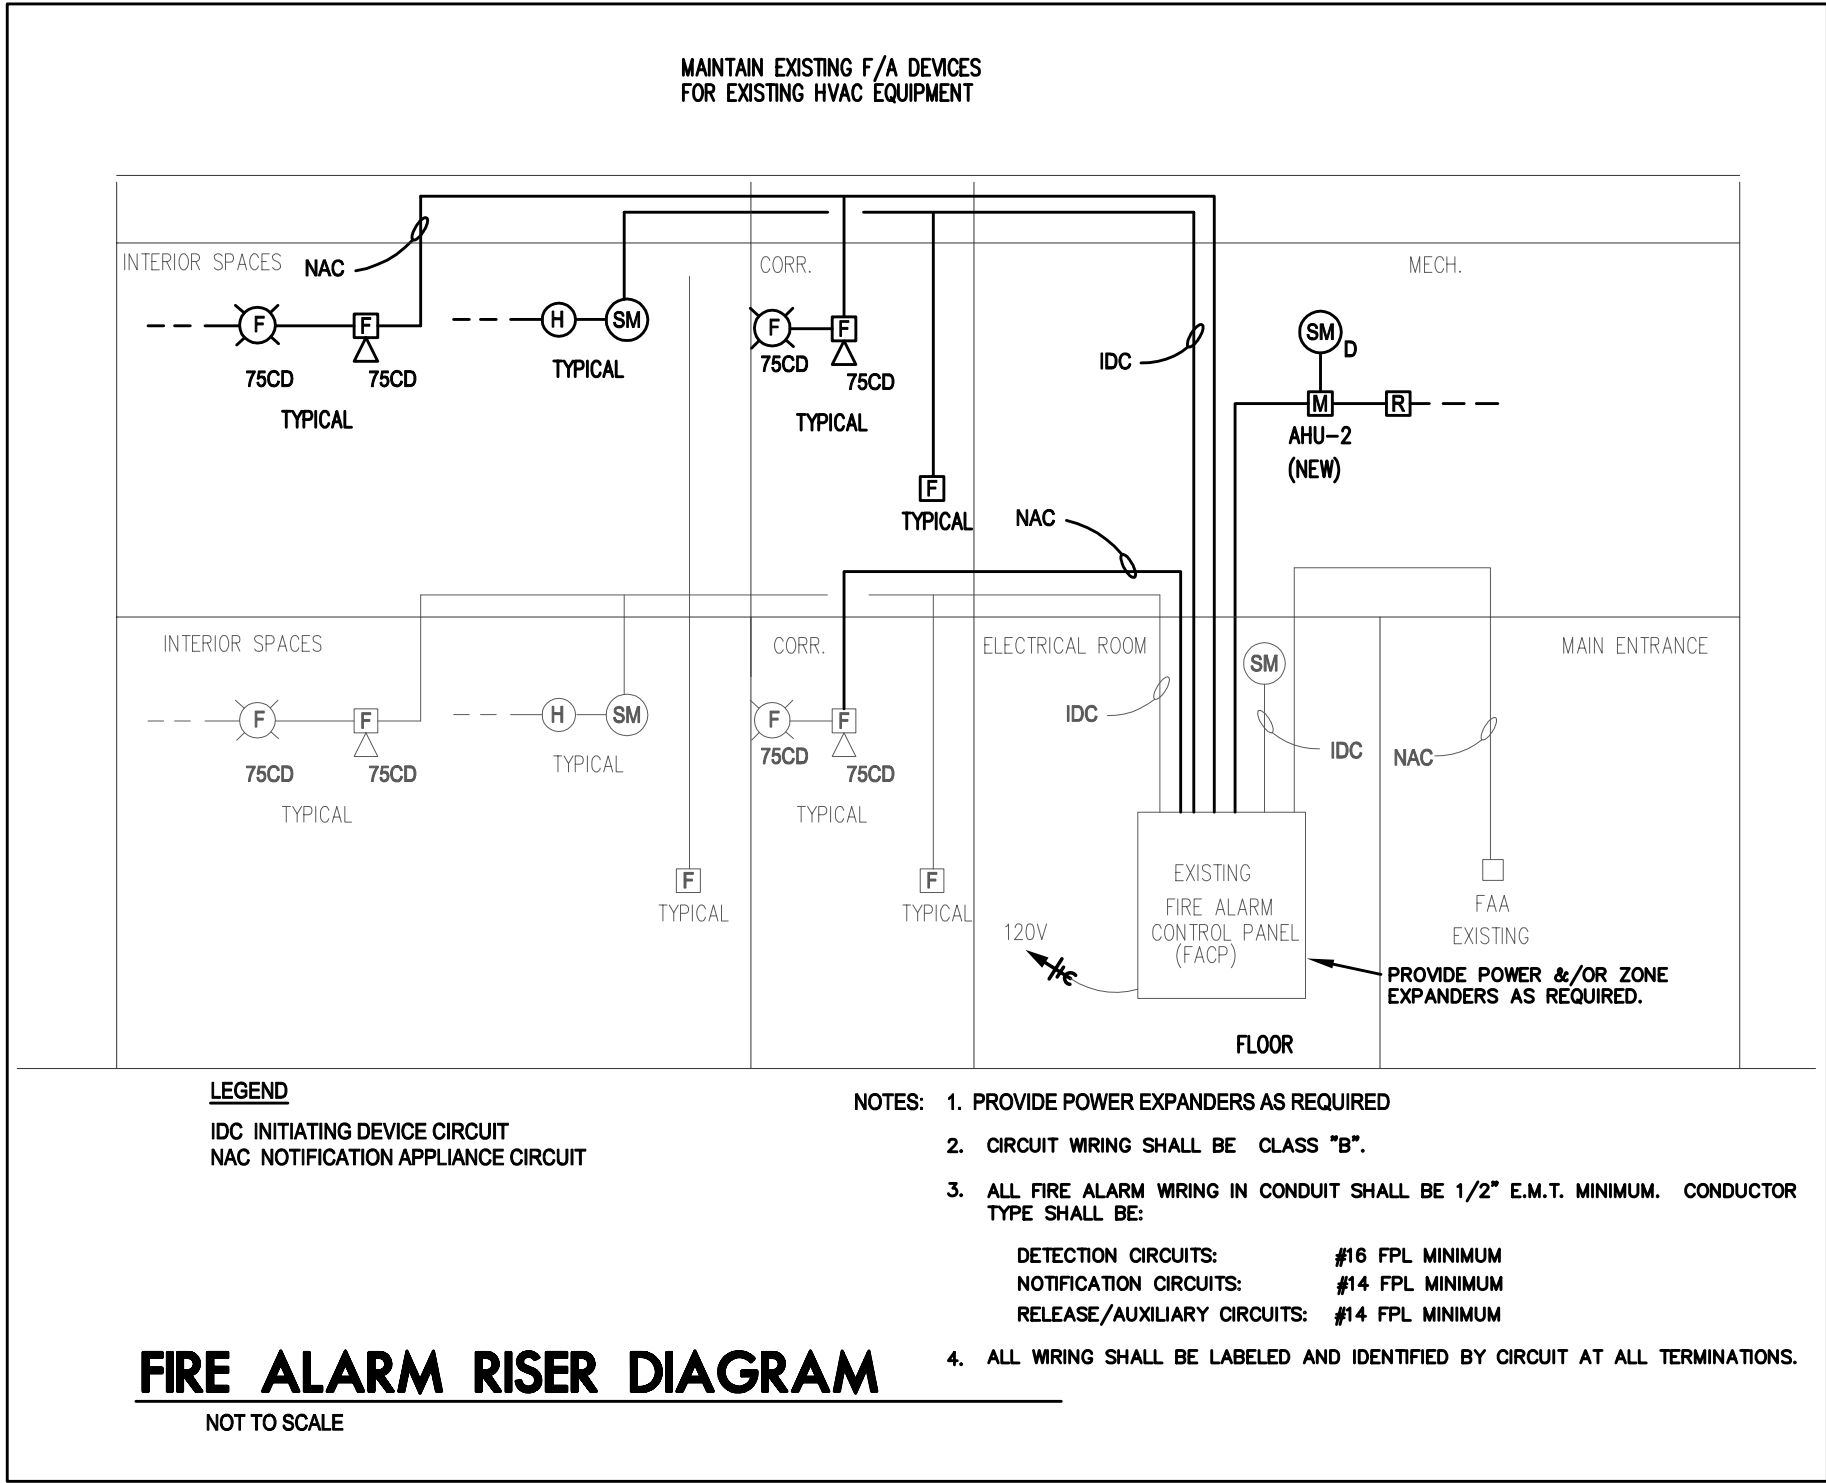 MAINTAIN EXISTING F/A DEVICES
FOR EXISTING HVAC EQUIPMENT
INTERIOR SPACES
NAC
CORR.
MECH.
F
F
H
SM
F
F
IDC
SM
D
75CD
75CD
TYPICAL
75CD
75CD
M
R
TYPICAL
TYPICAL
AHU-2
(NEW)
F
TYPICAL
NAC
INTERIOR SPACES
CORR.
ELECTRICAL ROOM
SM
MAIN ENTRANCE
F
F
H
SM
F
F
IDC
IDC
NAC
75CD
75CD
TYPICAL
75CD
75CD
TYPICAL
TYPICAL
F
TYPICAL
F
TYPICAL
120V
EXISTING
FIRE ALARM
CONTROL PANEL
(FACP)
FAA
EXISTING
PROVIDE POWER &/OR ZONE
EXPANDERS AS REQUIRED.
FLOOR
LEGEND
IDC INITIATING DEVICE CIRCUIT
NAC NOTIFICATION APPLIANCE CIRCUIT
NOTES: 1. PROVIDE POWER EXPANDERS AS REQUIRED
2. CIRCUIT WIRING SHALL BE CLASS "B".
3. ALL FIRE ALARM WIRING IN CONDUIT SHALL BE 1/2" E.M.T. MINIMUM. CONDUCTOR
TYPE SHALL BE:
DETECTION CIRCUITS: #16 FPL MINIMUM
NOTIFICATION CIRCUITS: #14 FPL MINIMUM
RELEASE/AUXILIARY CIRCUITS: #14 FPL MINIMUM
4. ALL WIRING SHALL BE LABELED AND IDENTIFIED BY CIRCUIT AT ALL TERMINATIONS.
FIRE ALARM RISER DIAGRAM
NOT TO SCALE